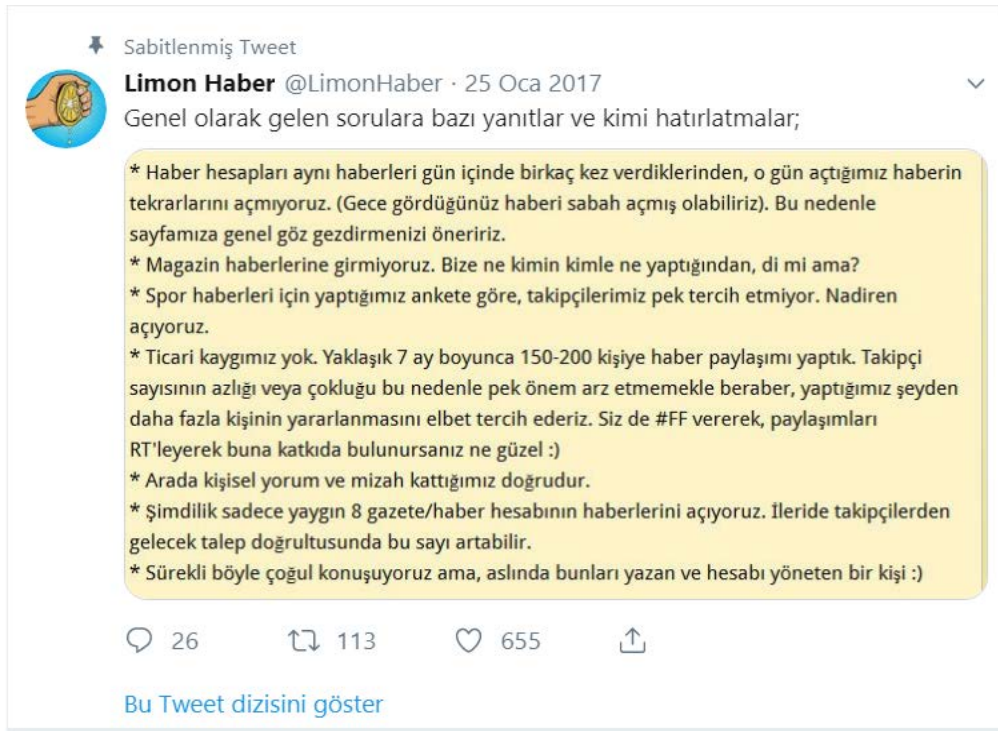 Sabitlenmiş Tweet
Limon Haber @LimonHaber · 25 Oca 2017
Genel olarak gelen sorulara bazı yanıtlar ve kimi hatırlatmalar;
* Haber hesapları aynı haberleri gün içinde birkaç kez verdiklerinden, o gün açtığımız haberin
tekrarlarını açmıyoruz. (Gece gördüğünüz haberi sabah açmış olabiliriz). Bu nedenle
sayfamıza genel göz gezdirmenizi öneririz.
* Magazin haberlerine girmiyoruz. Bize ne kimin kimle ne yaptığından, di mi ama?
* Spor haberleri için yaptığımız ankete göre, takipçilerimiz pek tercih etmiyor. Nadiren
açıyoruz.
* Ticari kaygımız yok. Yaklaşık 7 ay boyunca 150-200 kişiye haber paylaşımı yaptık. Takipçi
sayısının azlığı veya çokluğu bu nedenle pek önem arz etmemekle beraber, yaptığımız şeyden
daha fazla kişinin yararlanmasını elbet tercih ederiz. Siz de #FF vererek, paylaşımları
RT'leyerek buna katkıda bulunursanız ne güzel :)
* Arada kişisel yorum ve mizah kattığımız doğrudur.
* Şimdilik sadece yaygın 8 gazete/haber hesabının haberlerini açıyoruz. İleride takipçilerden
gelecek talep doğrultusunda bu sayı artabilir.
* Sürekli böyle çoğul konuşuyoruz ama, aslında bunları yazan ve hesabı yöneten bir kişi :)
26 113 655
Bu Tweet dizisini göster